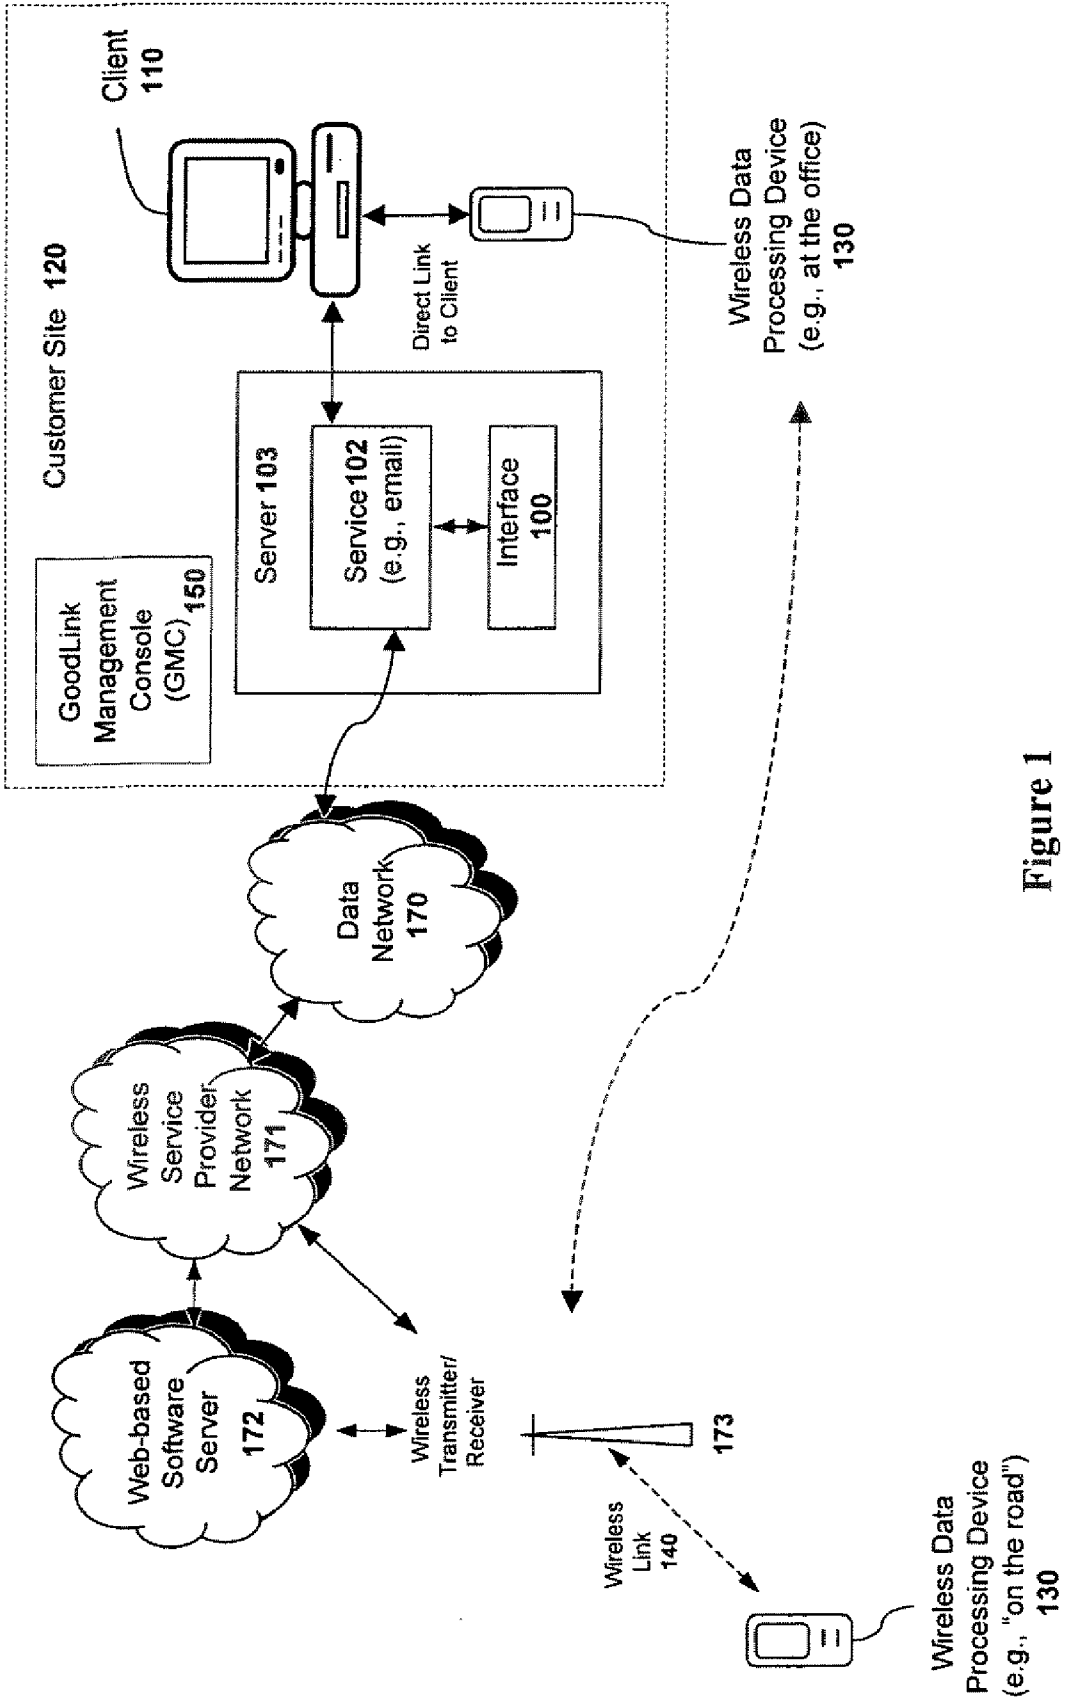 Client
110
Customer Site 120
GoodLink
Management
Console
(GMC) 150
Server 103
Service 102
(e.g., email)
Interface
100
Direct Link
to Client
Wireless Data
Processing Device
(e.g., at the office)
130
Data
Network
170
Wireless
Service
Provider
Network
171
Web-based
Software
Server
172
Wireless
Transmitter/
Receiver
173
Wireless
Link
140
Wireless Data
Processing Device
(e.g., "on the road")
130
Figure 1